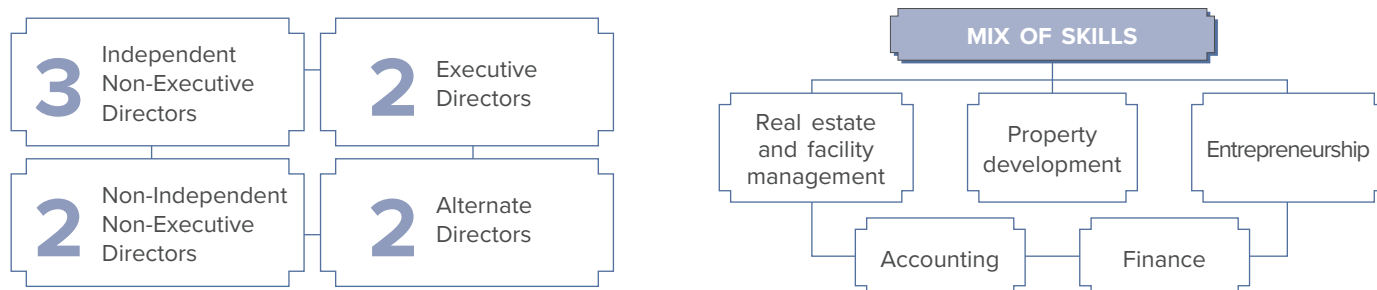 3
Independent
Non-Executive
Directors
2
Executive
Directors
2
Non-Independent
Non-Executive
Directors
2
Alternate
Directors
MIX OF SKILLS
Real estate
and facility
management
Property
development
Entrepreneurship
Accounting
Finance